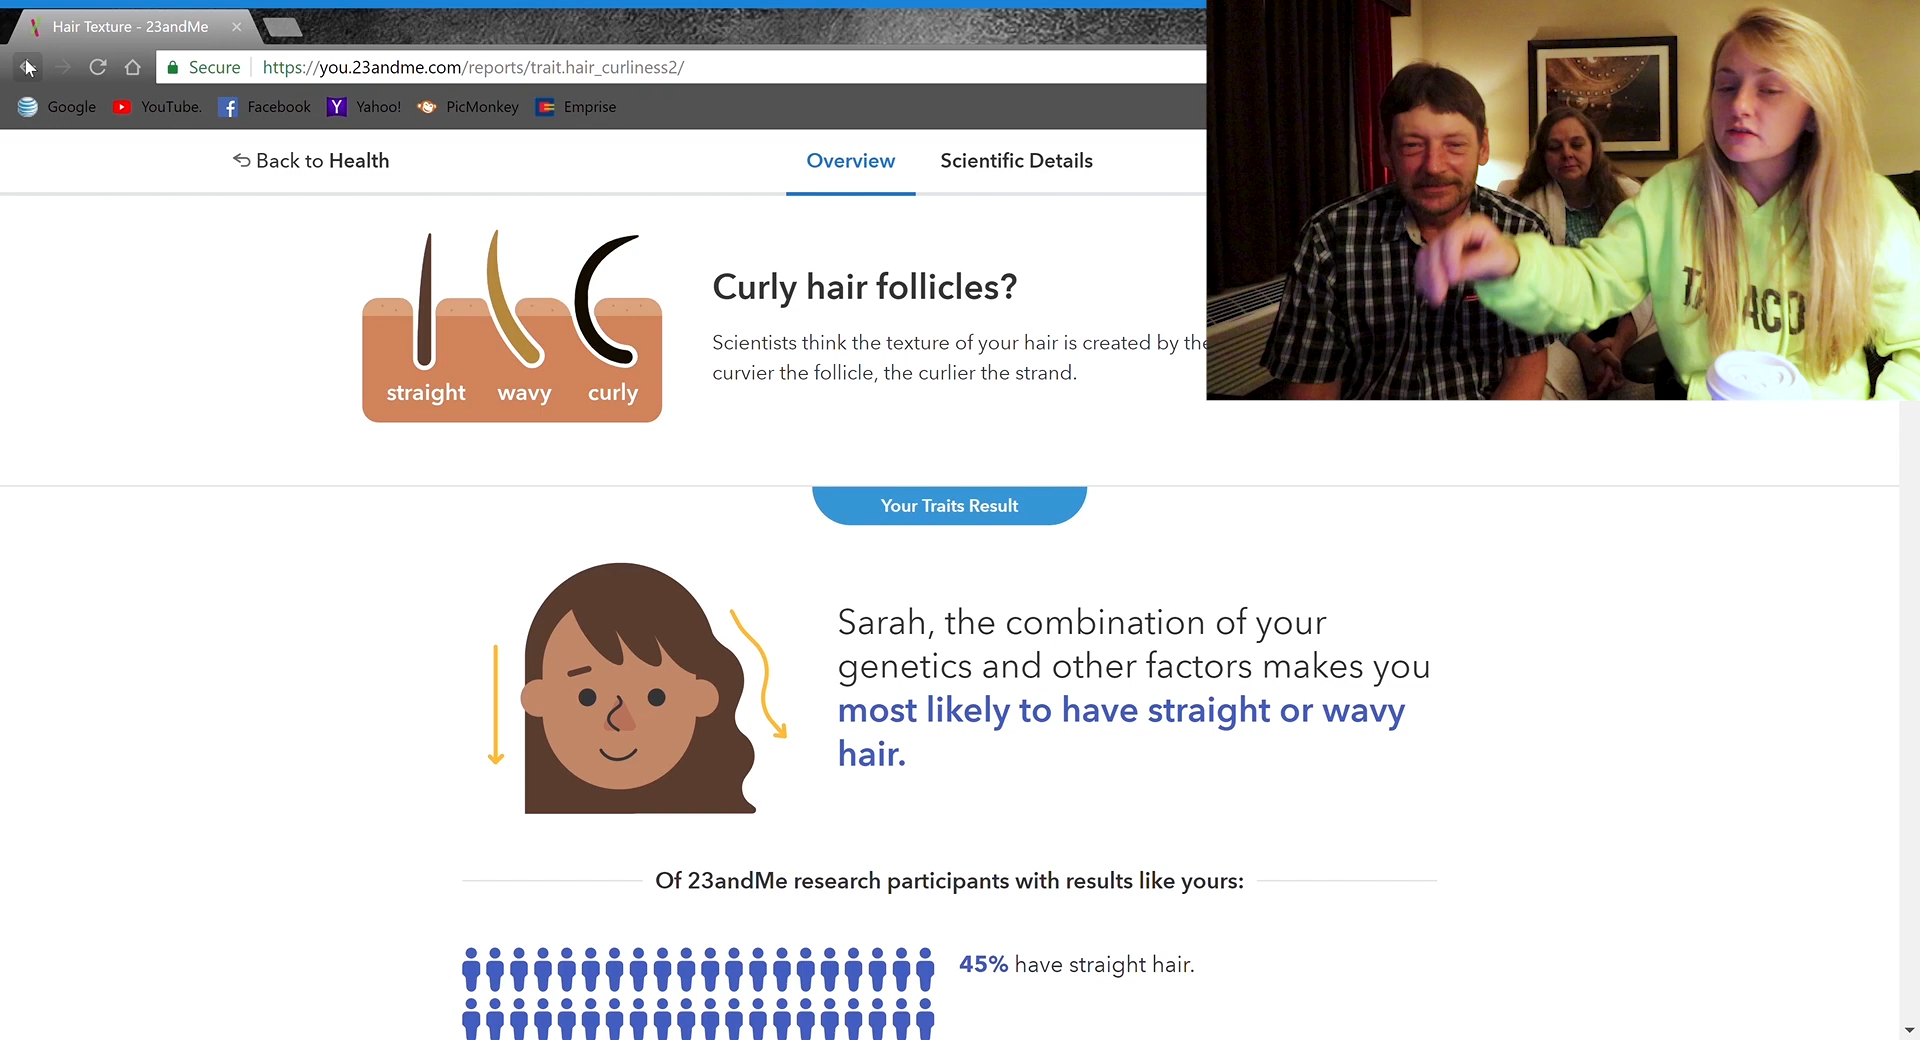 Hair Texture - 23andMe
Secure https://you.23andme.com/reports/trait.hair_curliness2/
Google YouTube. Facebook Yahoo! PicMonkey Emprise
Back to Health Overview Scientific Details
straight wavy curly
Curly hair follicles?
Scientists think the texture of your hair is created by the
curvier the follicle, the curlier the strand.
Your Traits Result
Sarah, the combination of your
genetics and other factors makes you
most likely to have straight or wavy
hair.
Of 23andMe research participants with results like yours:
45% have straight hair.